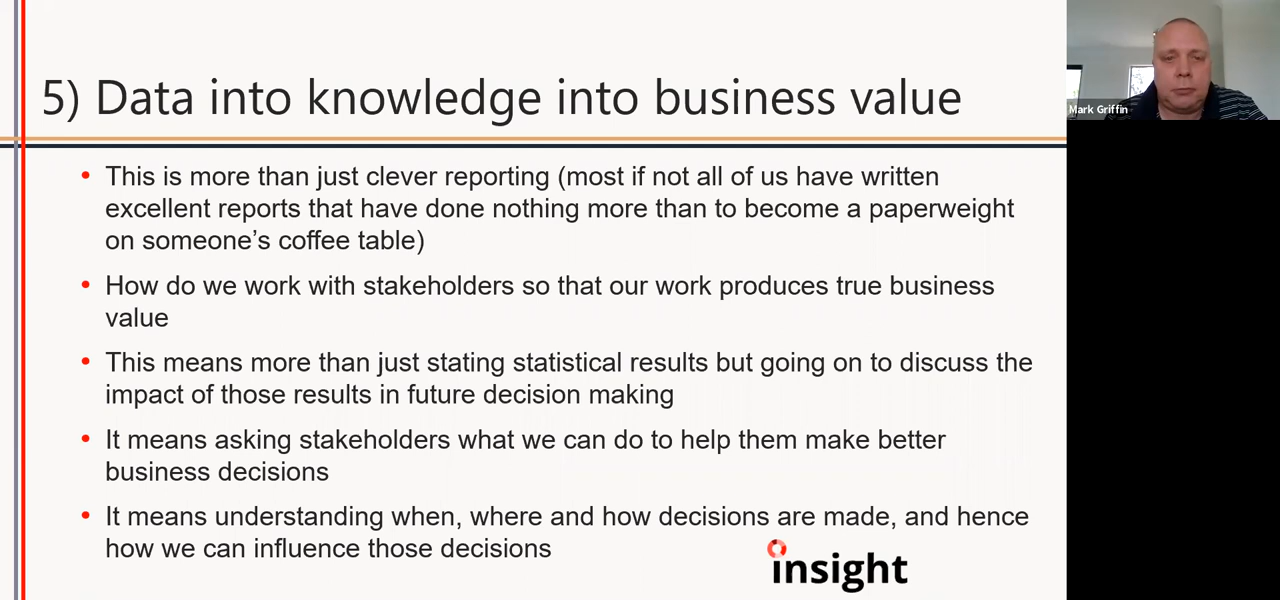 5) Data into knowledge into business value
Mark Griffin
• This is more than just clever reporting (most if not all of us have written
excellent reports that have done nothing more than to become a paperweight
on someone’s coffee table)
• How do we work with stakeholders so that our work produces true business
value
• This means more than just stating statistical results but going on to discuss the
impact of those results in future decision making
• It means asking stakeholders what we can do to help them make better
business decisions
• It means understanding when, where and how decisions are made, and hence
how we can influence those decisions
insight